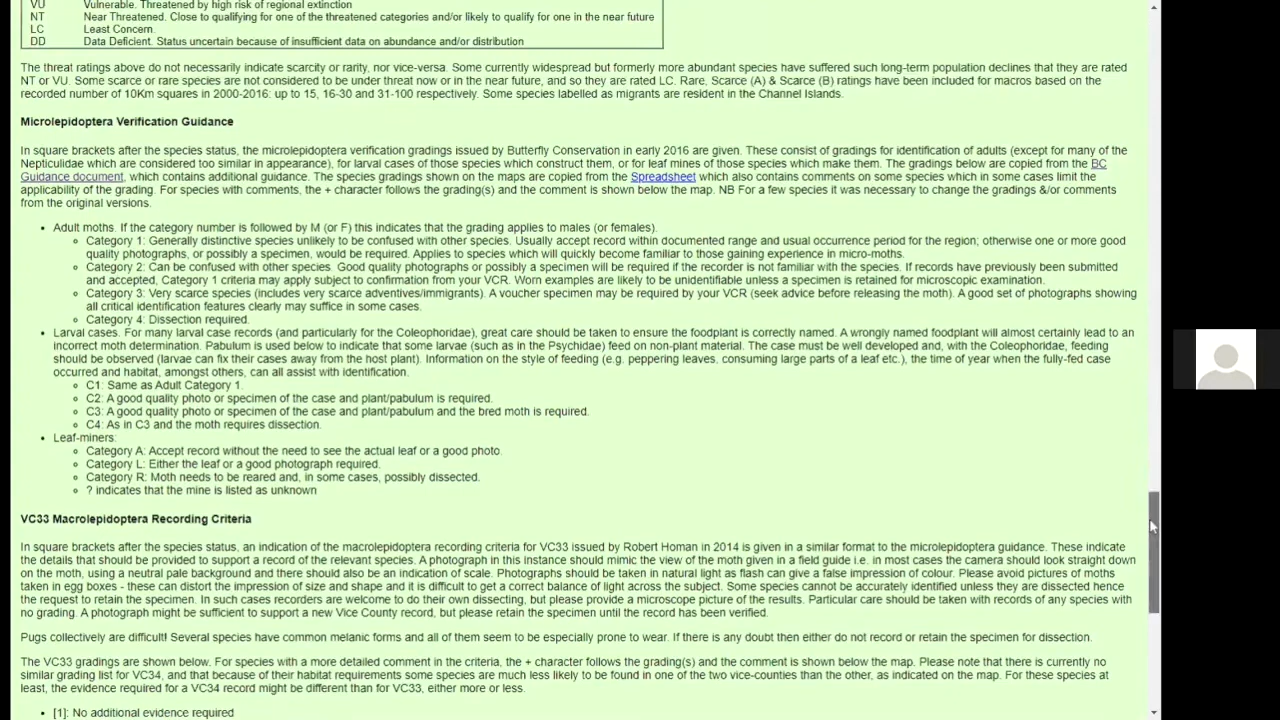 VU Vulnerable. Threatened by high risk of regional extinction
NT Near Threatened. Close to qualifying for one of the threatened categories and/or likely to qualify for one in the near future
LC Least Concern.
DD Data Deficient. Status uncertain because of insufficient data on abundance and/or distribution
The threat ratings above do not necessarily indicate scarcity or rarity, nor vice-versa. Some currently widespread but formerly more abundant species have suffered such long-term population declines that they are rated
NT or VU. Some scarce or rare species are not considered to be under threat now or in the near future, and so they are rated LC. Rare, Scarce (A) & Scarce (B) ratings have been included for macros based on the
recorded number of 10Km squares in 2000-2016: up to 15, 16-30 and 31-100 respectively. Some species labelled as migrants are resident in the Channel Islands.
Microlepidoptera Verification Guidance
In square brackets after the species status, the microlepidoptera verification gradings issued by Butterfly Conservation in early 2016 are given. These consist of gradings for identification of adults (except for many of the
Nepticulidae which are considered too similar in appearance), for larval cases of those species which construct them, or for leaf mines of those species which make them. The gradings below are copied from the BC
Guidance document, which contains additional guidance. The species gradings shown on the maps are copied from the Spreadsheet which also contains comments on some species which in some cases limit the
applicability of the grading. For species with comments, the + character follows the grading(s) and the comment is shown below the map. NB For a few species it was necessary to change the gradings &/or comments
from the original versions.
• Adult moths. If the category number is followed by M (or F) this indicates that the grading applies to males (or females).
◦ Category 1: Generally distinctive species unlikely to be confused with other species. Usually accept record within documented range and usual occurrence period for the region; otherwise one or more good
quality photographs, or possibly a specimen, would be required. Applies to species which will quickly become familiar to those gaining experience in micro-moths.
◦ Category 2: Can be confused with other species. Good quality photographs or possibly a specimen will be required if the recorder is not familiar with the species. If records have previously been submitted
and accepted, Category 1 criteria may apply subject to confirmation from your VCR. Worn examples are likely to be unidentifiable unless a specimen is retained for microscopic examination.
◦ Category 3: Very scarce species (includes very scarce adventives/immigrants). A voucher specimen may be required by your VCR (seek advice before releasing the moth). A good set of photographs showing
all critical identification features clearly may suffice in some cases.
◦ Category 4: Dissection required.
• Larval cases. For many larval case records (and particularly for the Coleophoridae), great care should be taken to ensure the foodplant is correctly named. A wrongly named foodplant will almost certainly lead to an
incorrect moth determination. Pabulum is used below to indicate that some larvae (such as in the Psychidae) feed on non-plant material. The case must be well developed and, with the Coleophoridae, feeding
should be observed (larvae can fix their cases away from the host plant). Information on the style of feeding (e.g. peppering leaves, consuming large parts of a leaf etc.), the time of year when the fully-fed case
occurred and habitat, amongst others, can all assist with identification.
◦ C1: Same as Adult Category 1.
◦ C2: A good quality photo or specimen of the case and plant/pabulum is required.
◦ C3: A good quality photo or specimen of the case and plant/pabulum and the bred moth is required.
◦ C4: As in C3 and the moth requires dissection.
• Leaf-miners:
◦ Category A: Accept record without the need to see the actual leaf or a good photo.
◦ Category L: Either the leaf or a good photograph required.
◦ Category R: Moth needs to be reared and, in some cases, possibly dissected.
◦ ? indicates that the mine is listed as unknown
VC33 Macrolepidoptera Recording Criteria
In square brackets after the species status, an indication of the macrolepidoptera recording criteria for VC33 issued by Robert Homan in 2014 is given in a similar format to the microlepidoptera guidance. These indicate
the details that should be provided to support a record of the relevant species. A photograph in this instance should mimic the view of the moth given in a field guide i.e. in most cases the camera should look straight down
on the moth, using a neutral pale background and there should also be an indication of scale. Photographs should be taken in natural light as flash can give a false impression of colour. Please avoid pictures of moths
taken in egg boxes - these can distort the impression of size and shape and it is difficult to get a correct balance of light across the subject. Some species cannot be accurately identified unless they are dissected hence
the request to retain the specimen. In such cases recorders are welcome to do their own dissecting, but please provide a microscope picture of the results. Particular care should be taken with records of any species with
no grading. A photograph might be sufficient to support a new Vice County record, but please retain the specimen until the record has been verified.
Pugs collectively are difficult! Several species have common melanic forms and all of them seem to be especially prone to wear. If there is any doubt then either do not record or retain the specimen for dissection.
The VC33 gradings are shown below. For species with a more detailed comment in the criteria, the + character follows the grading(s) and the comment is shown below the map. Please note that there is currently no
similar grading list for VC34, and that because of their habitat requirements some species are much less likely to be found in one of the two vice-counties than the other, as indicated on the map. For these species at
least, the evidence required for a VC34 record might be different than for VC33, either more or less.
• [1]: No additional evidence required